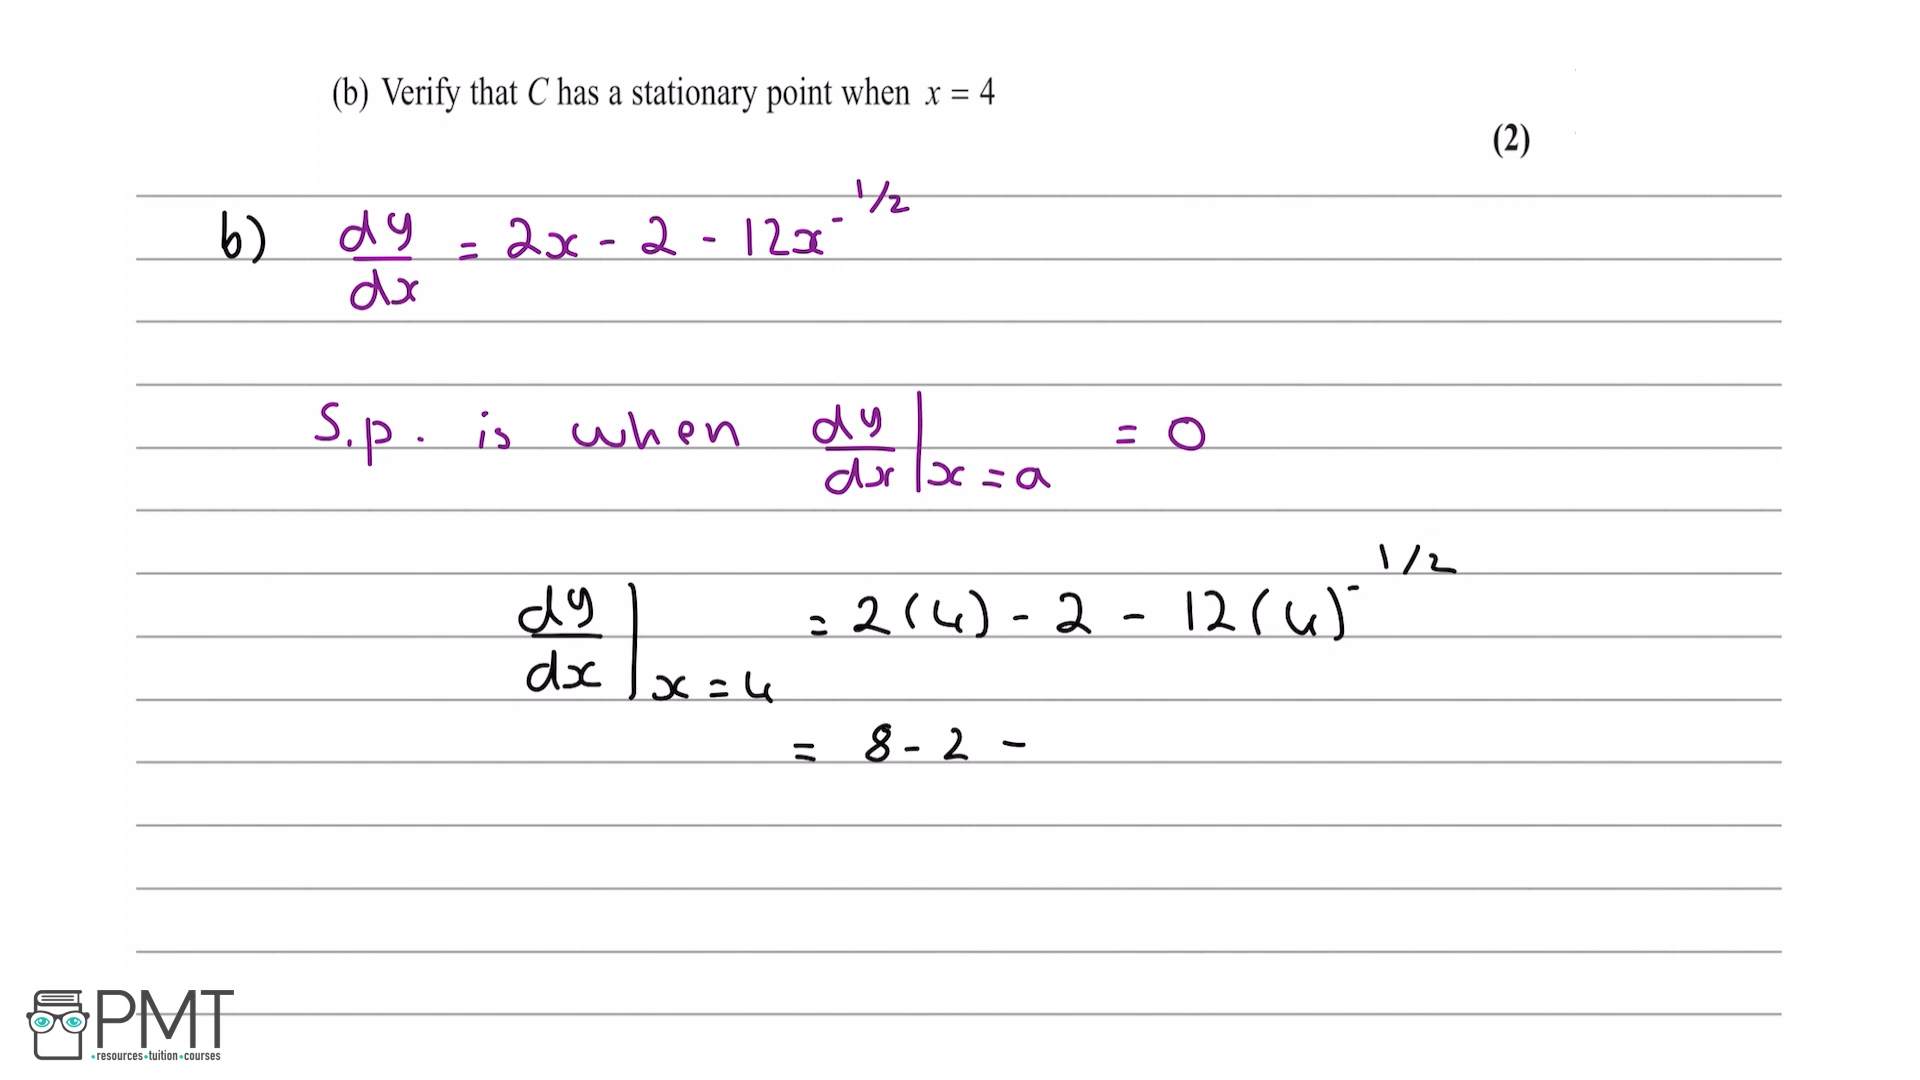 (b) Verify that C has a stationary point when x = 4
(2)
b) dy/dx = 2x - 2 - 12x^-1/2
S.p. is when dy/dx | x = a = 0
dy/dx | x = 4 = 2(4) - 2 - 12(4)^-1/2
= 8 - 2 -
PMT
resources•tuition•courses